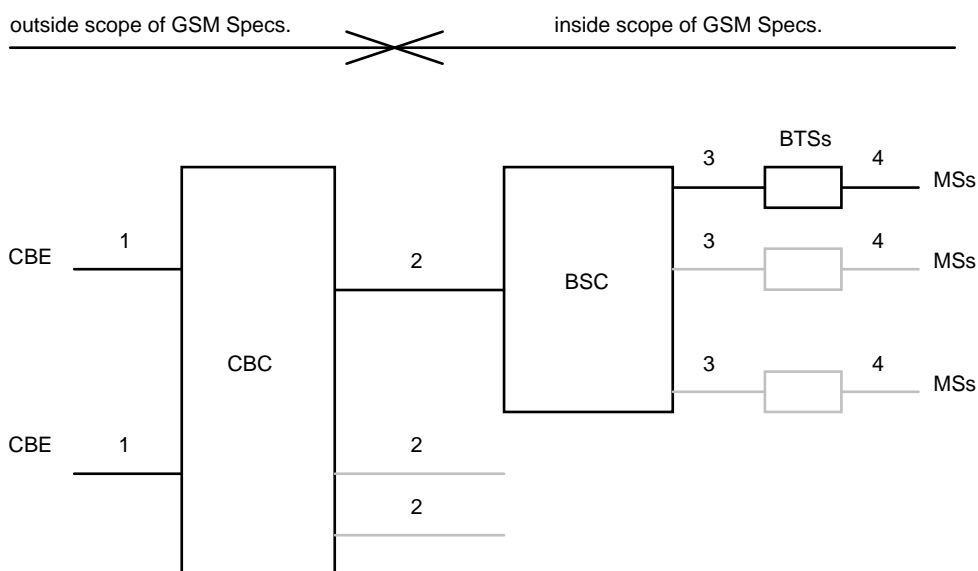 outside scope of GSM Specs. inside scope of GSM Specs.
BTSs
3 4
MSs
1
3 4
CBE
2
MSs
BSC
CBC
3 4
MSs
CBE
1
2
2